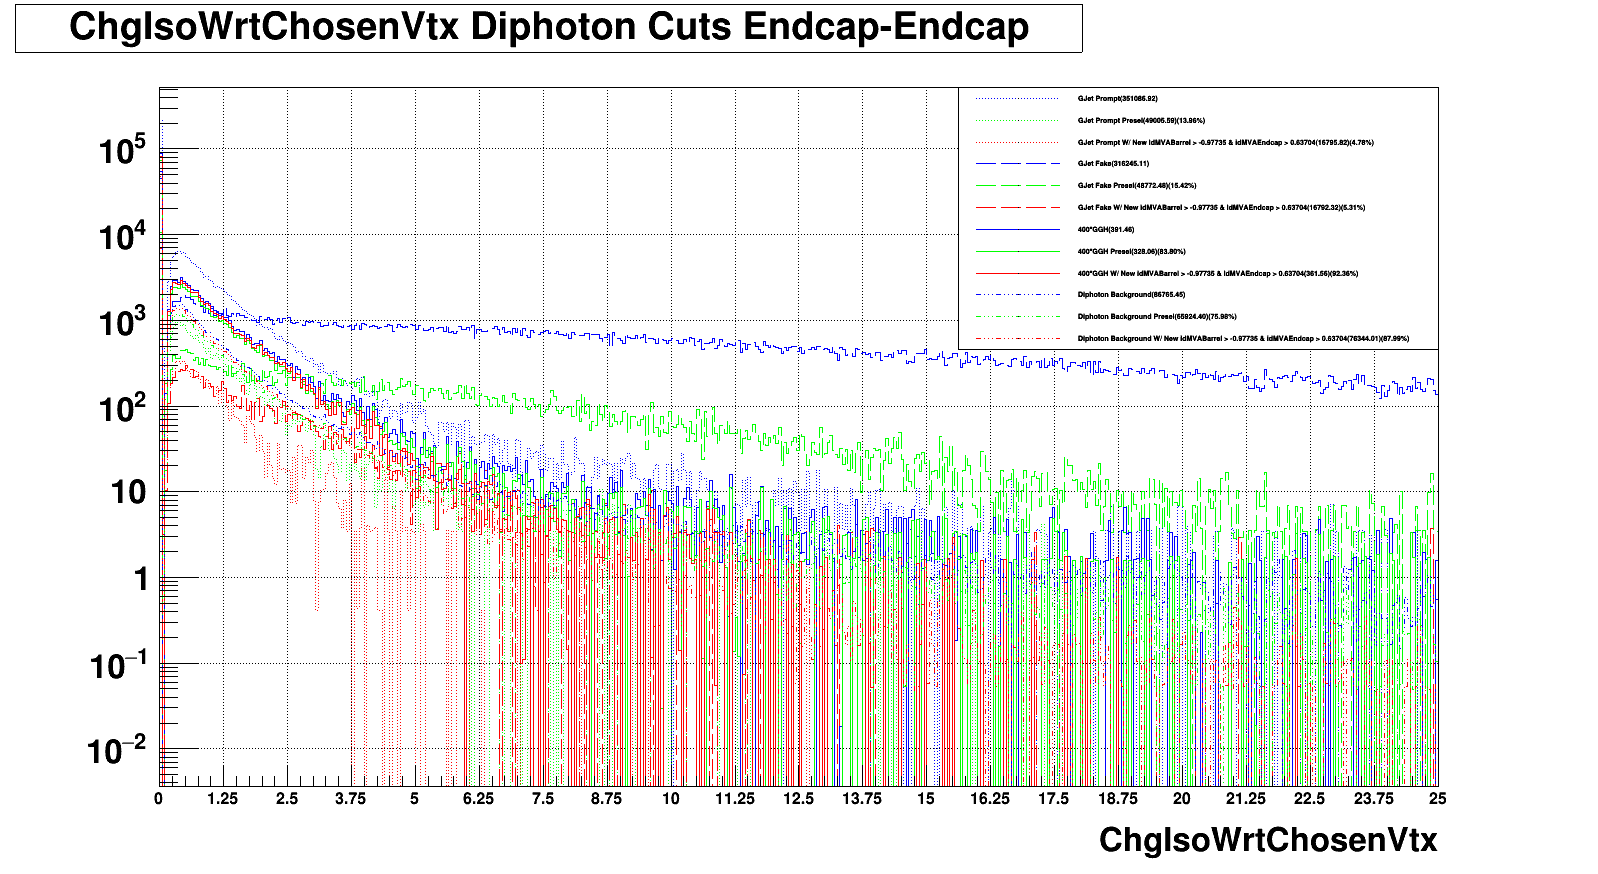 ChgIsoWrtChosenVtx Diphoton Cuts Endcap-Endcap
GJet Prompt(351086.92)
GJet Prompt Presel(49005.59)(13.96%)
GJet Prompt W/ New IdMVABarrel > -0.97735 & IdMVAEndcap > 0.63704(16795.82)(4.78%)
GJet Fake(316245.11)
GJet Fake Presel(48772.48)(15.42%)
GJet Fake W/ New IdMVABarrel > -0.97735 & IdMVAEndcap > 0.63704(16792.32)(5.31%)
400*GGH(391.46)
400*GGH Presel(328.06)(83.80%)
400*GGH W/ New IdMVABarrel > -0.97735 & IdMVAEndcap > 0.63704(361.56)(92.36%)
Diphoton Background(86765.45)
Diphoton Background Presel(65924.40)(75.98%)
Diphoton Background W/ New IdMVABarrel > -0.97735 & IdMVAEndcap > 0.63704(76344.01)(87.99%)
10^5
10^4
10^3
10^2
10
1
10^−1
10^−2
0 1.25 2.5 3.75 5 6.25 7.5 8.75 10 11.25 12.5 13.75 15 16.25 17.5 18.75 20 21.25 22.5 23.75 25
ChgIsoWrtChosenVtx